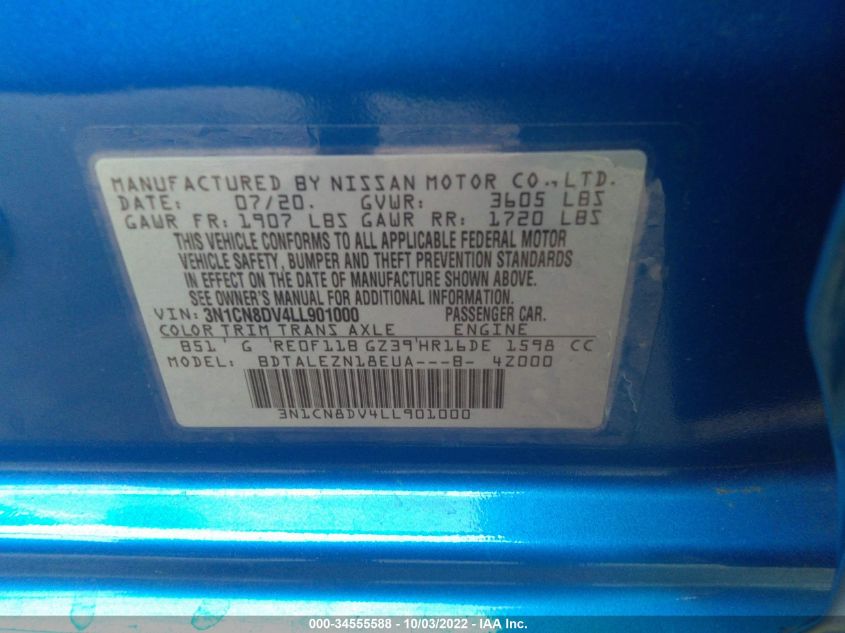 MANUFACTURED BY NISSAN MOTOR CO., LTD.
DATE: 07/20. GVWR: 3605 LBS
GAWR FR: 1907 LBS GAWR RR: 1720 LBS
THIS VEHICLE CONFORMS TO ALL APPLICABLE FEDERAL MOTOR
VEHICLE SAFETY, BUMPER AND THEFT PREVENTION STANDARDS
IN EFFECT ON THE DATE OF MANUFACTURE SHOWN ABOVE.
SEE OWNER'S MANUAL FOR ADDITIONAL INFORMATION.
VIN: 3N1CN8DV4LL901000 PASSENGER CAR.
COLOR TRIM TRANS AXLE ENGINE
B51 ' G 'RE0F11B GZ39'HR16DE 1598 CC
MODEL: BDTALEZN18EUA---B- 4Z000
3N1CN8DV4LL901000
000-34555588 - 10/03/2022 - IAA Inc.